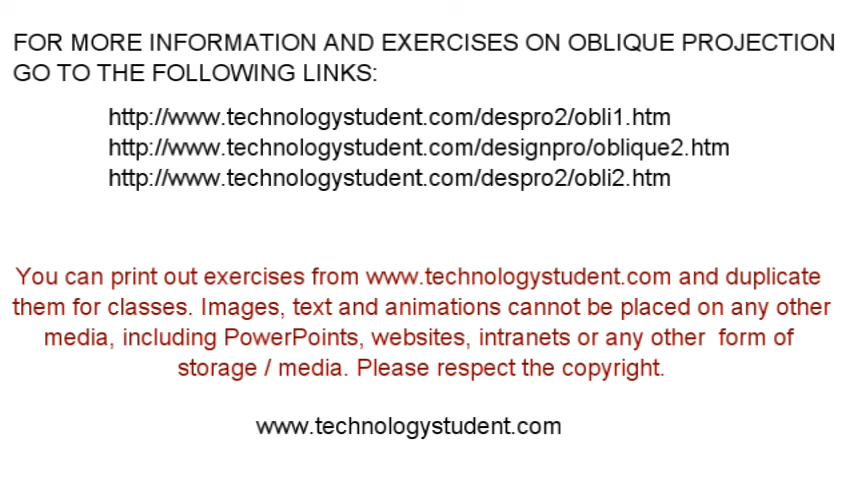 FOR MORE INFORMATION AND EXERCISES ON OBLIQUE PROJECTION
GO TO THE FOLLOWING LINKS:
http://www.technologystudent.com/despro2/obli1.htm
http://www.technologystudent.com/designpro/oblique2.htm
http://www.technologystudent.com/despro2/obli2.htm
You can print out exercises from www.technologystudent.com and duplicate
them for classes. Images, text and animations cannot be placed on any other
media, including PowerPoints, websites, intranets or any other form of
storage / media. Please respect the copyright.
www.technologystudent.com